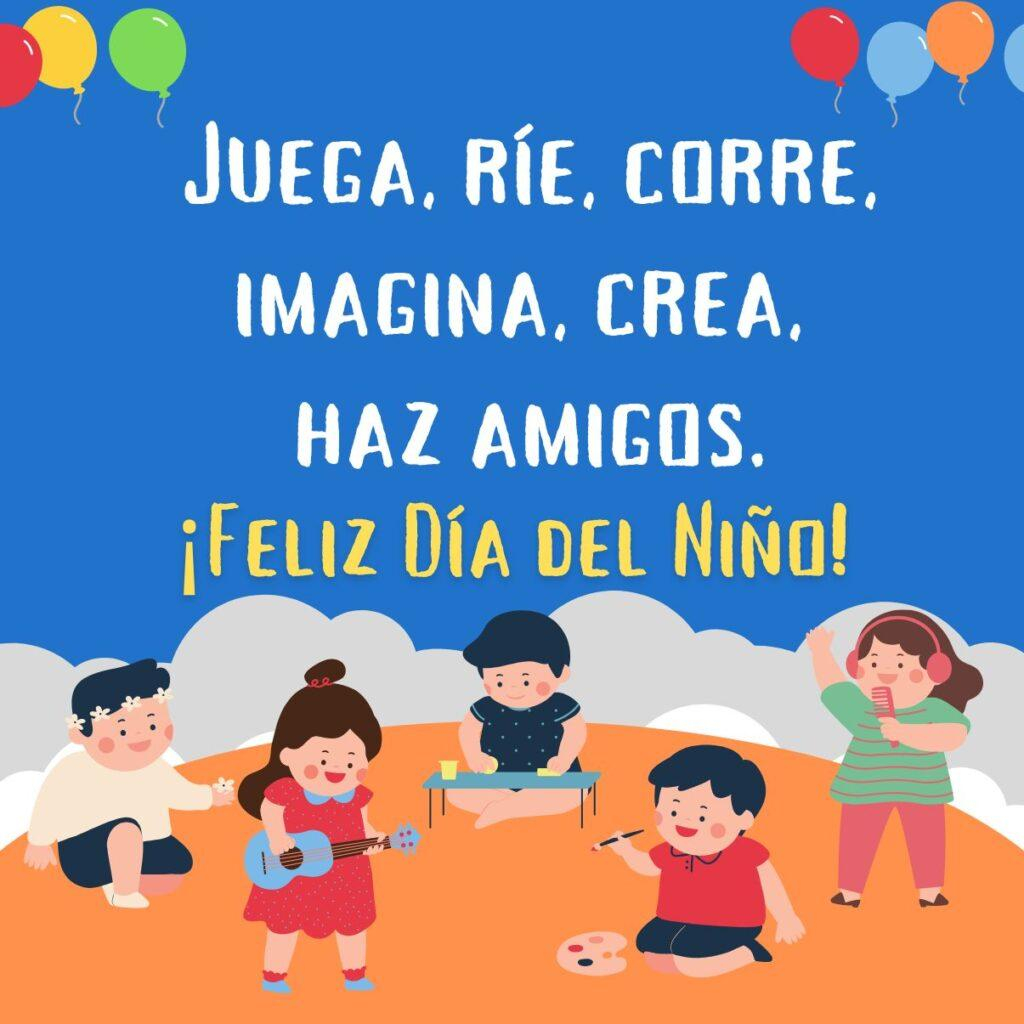 Juega, ríe, corre,
imagina, crea,
haz amigos.
¡Feliz Día del Niño!